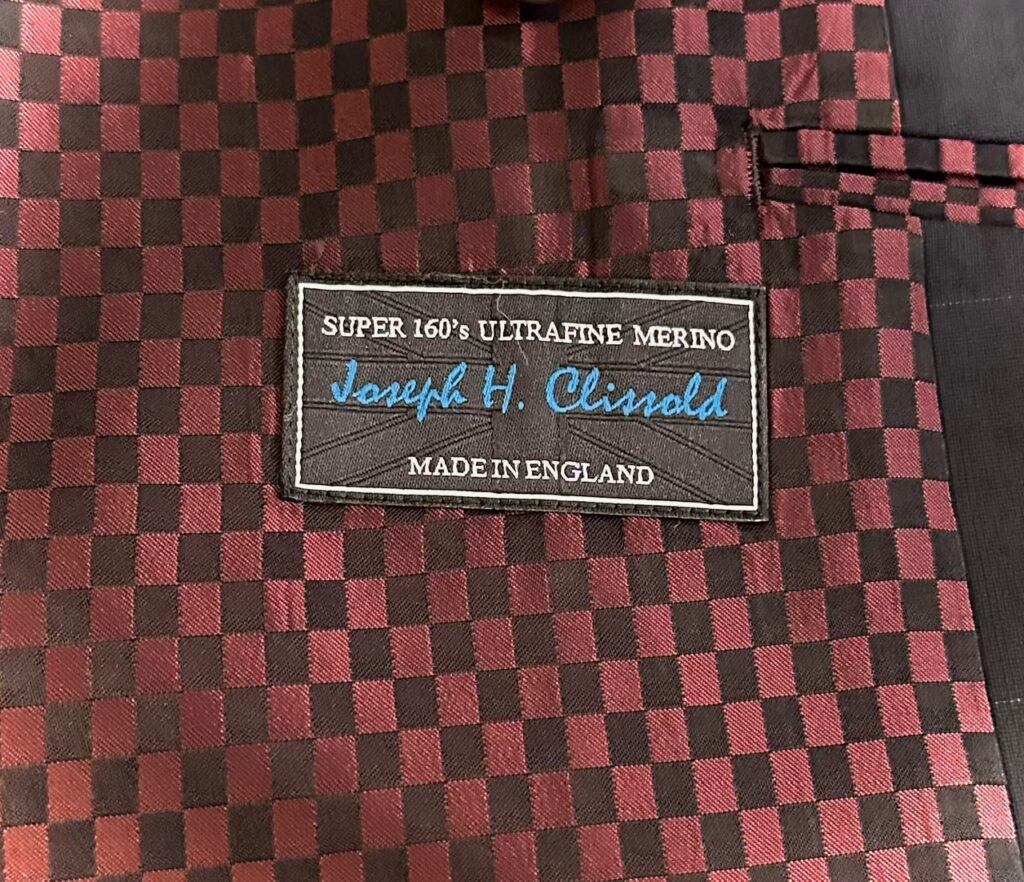 SUPER 160's ULTRAFINE MERINO
Joseph H. Clissold
MADE IN ENGLAND